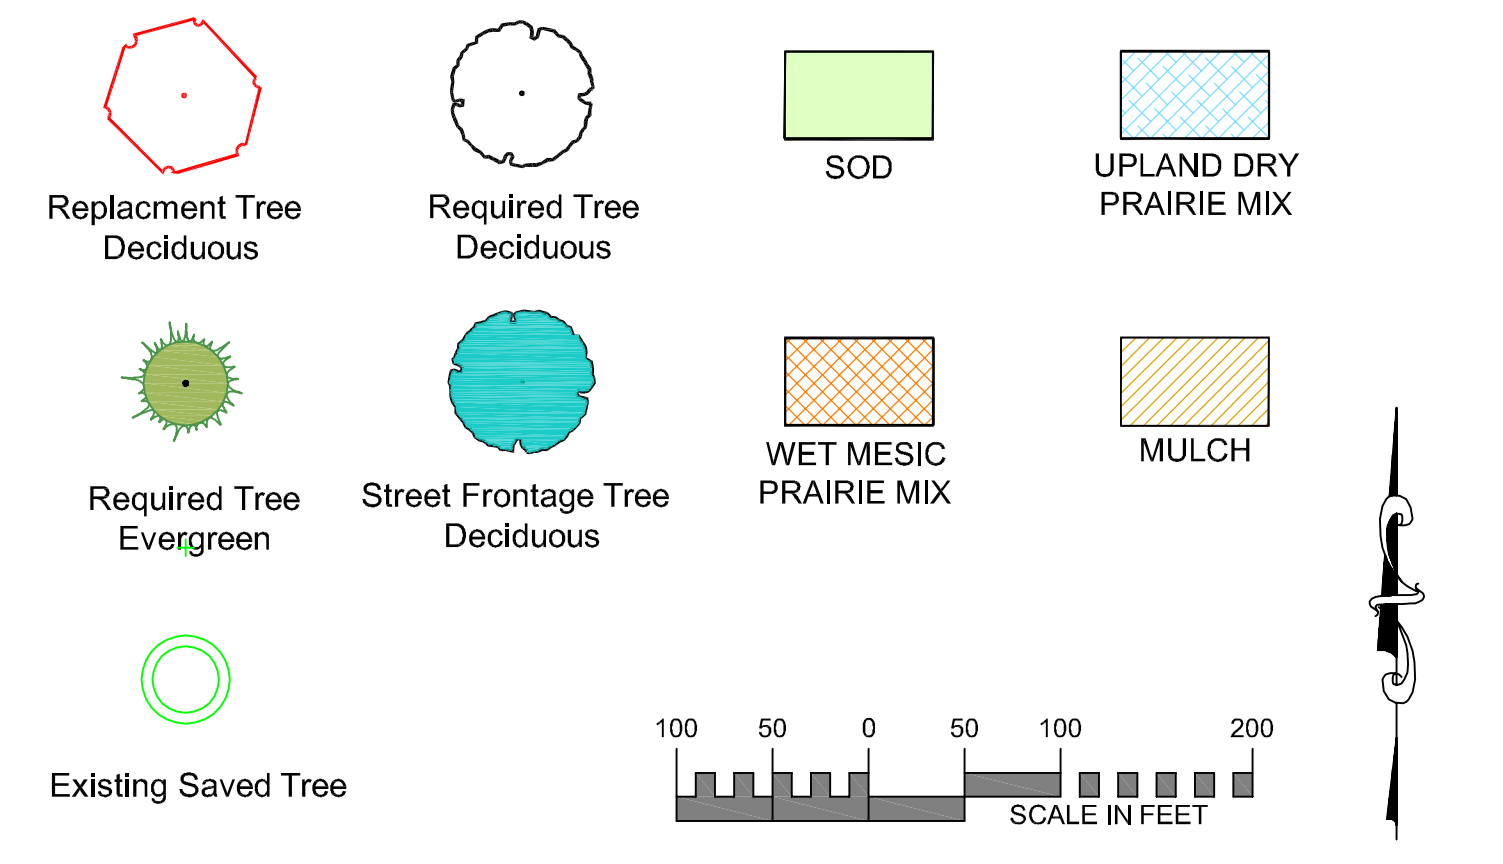 Replacment Tree
Deciduous
Required Tree
Deciduous
SOD
UPLAND DRY
PRAIRIE MIX
Required Tree
Evergreen
Street Frontage Tree
Deciduous
WET MESIC
PRAIRIE MIX
MULCH
Existing Saved Tree
100 50 0 50 100 200
SCALE IN FEET